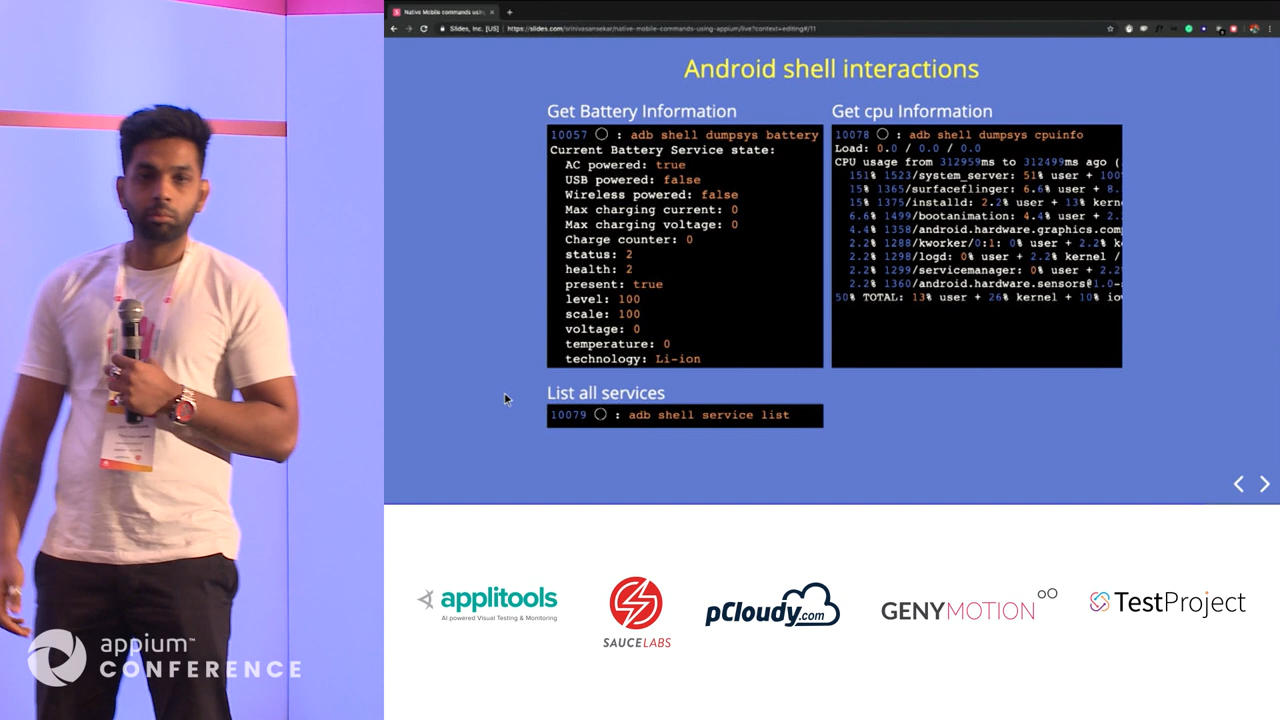 Native Mobile commands using
Slides, Inc. [US]
https://slides.com/srinivasansekar/native-mobile-commands-using-appium/live?context=editing#/11
Android shell interactions
Get Battery Information
10057 : adb shell dumpsys battery
Current Battery Service state:
AC powered: true
USB powered: false
Wireless powered: false
Max charging current: 0
Max charging voltage: 0
Charge counter: 0
status: 2
health: 2
present: true
level: 100
scale: 100
voltage: 0
temperature: 0
technology: Li-ion
Get cpu Information
10078 : adb shell dumpsys cpuinfo
Load: 0.0 / 0.0 / 0.0
CPU usage from 312959ms to 312499ms ago (
151% 1523/system_server: 51% user + 100
15% 1365/surfaceflinger: 6.6% user + 8.
15% 1375/installd: 2.2% user + 13% kern
6.6% 1499/bootanimation: 4.4% user + 2.
4.4% 1358/android.hardware.graphics.com
2.2% 1288/kworker/0:1: 0% user + 2.2% k
2.2% 1298/logd: 0% user + 2.2% kernel /
2.2% 1299/servicemanager: 0% user + 2.2
2.2% 1360/android.hardware.sensors@1.0-
50% TOTAL: 13% user + 26% kernel + 10% iow
List all services
10079 : adb shell service list
appium™
CONFERENCE
applitools
AI powered Visual Testing & Monitoring
SAUCELABS
pCloudy.com
GENYMOTION
TestProject